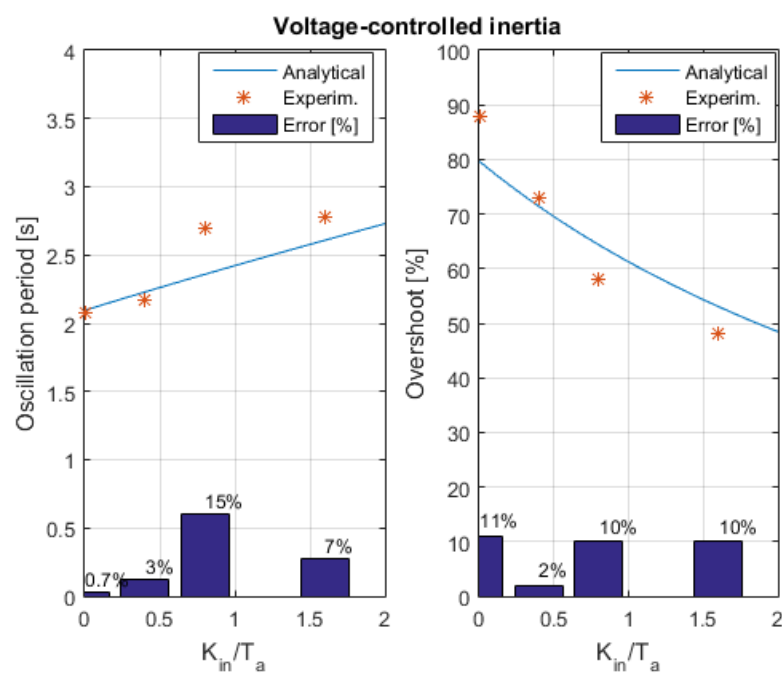 Voltage-controlled inertia
Oscillation period [s]
4
3.5
3
2.5
2
1.5
1
0.5
0
Analytical
Experim.
Error [%]
0.7%
3%
15%
7%
0 0.5 1 1.5 2
K_in/T_a
Overshoot [%]
100
90
80
70
60
50
40
30
20
10
0
Analytical
Experim.
Error [%]
11%
2%
10%
10%
0 0.5 1 1.5 2
K_in/T_a